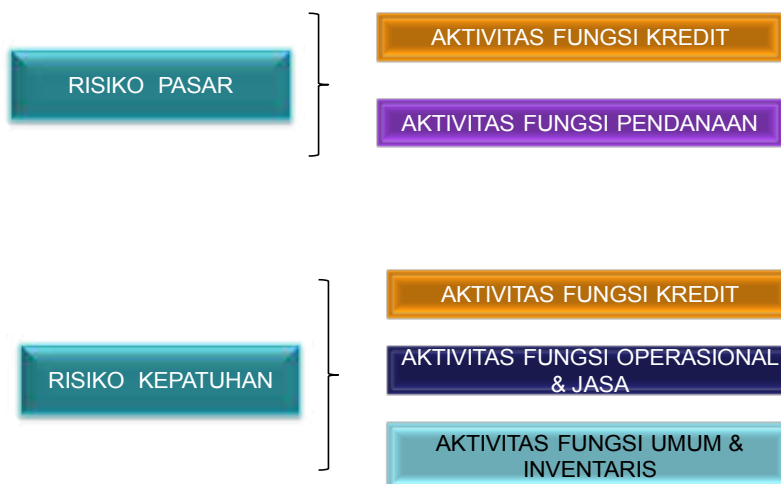 AKTIVITAS FUNGSI KREDIT
RISIKO PASAR
AKTIVITAS FUNGSI PENDANAAN
AKTIVITAS FUNGSI KREDIT
RISIKO KEPATUHAN
AKTIVITAS FUNGSI OPERASIONAL
& JASA
AKTIVITAS FUNGSI UMUM &
INVENTARIS